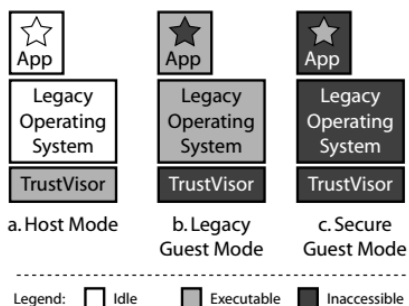 App
App
App
Legacy
Operating
System
Legacy
Operating
System
Legacy
Operating
System
TrustVisor
TrustVisor
TrustVisor
a. Host Mode
b. Legacy
Guest Mode
c. Secure
Guest Mode
Legend: Idle Executable Inaccessible